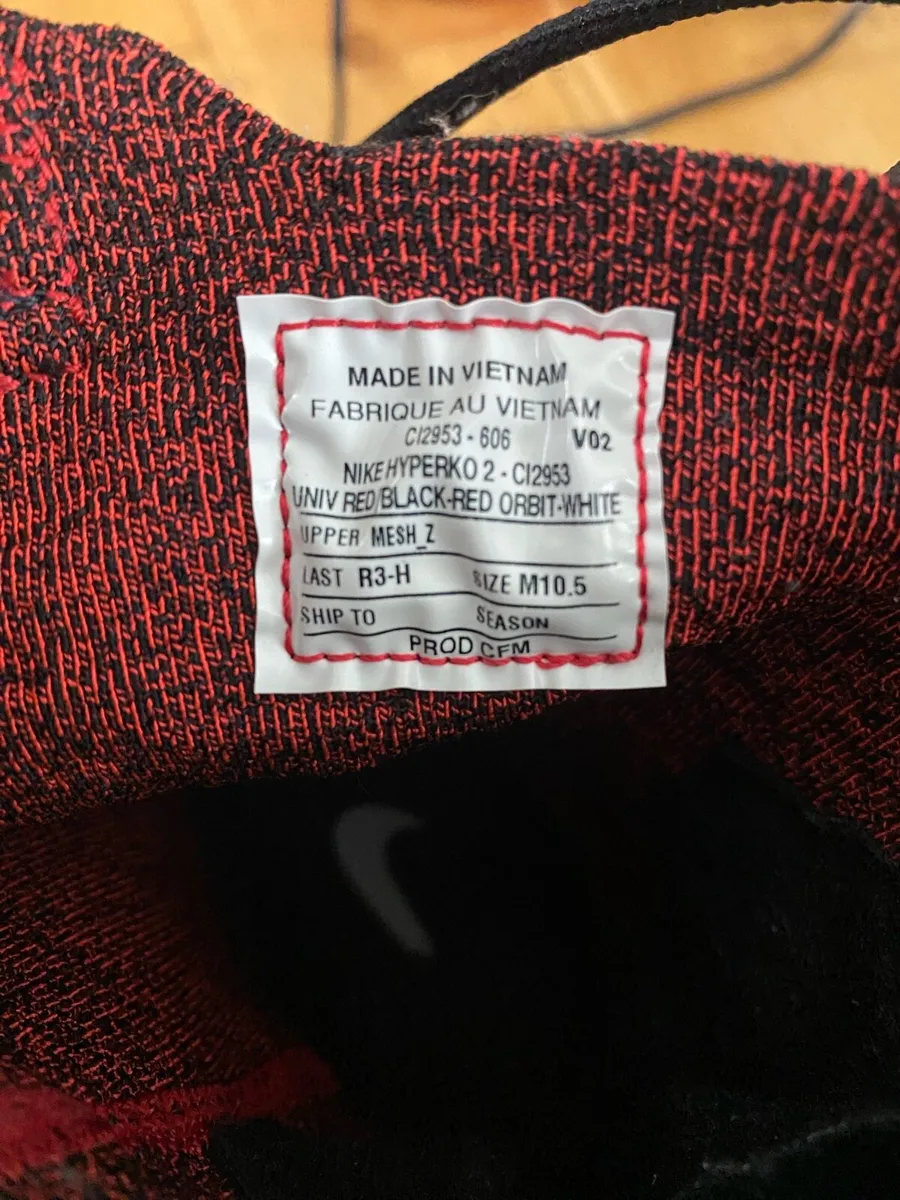 MADE IN VIETNAM
FABRIQUE AU VIETNAM
CI2953 - 606 V02
NIKE HYPERKO 2 - CI2953
UNIV RED/BLACK-RED ORBIT-WHITE
UPPER MESH_Z
LAST R3-H SIZE M10.5
SHIP TO SEASON
PROD CFM